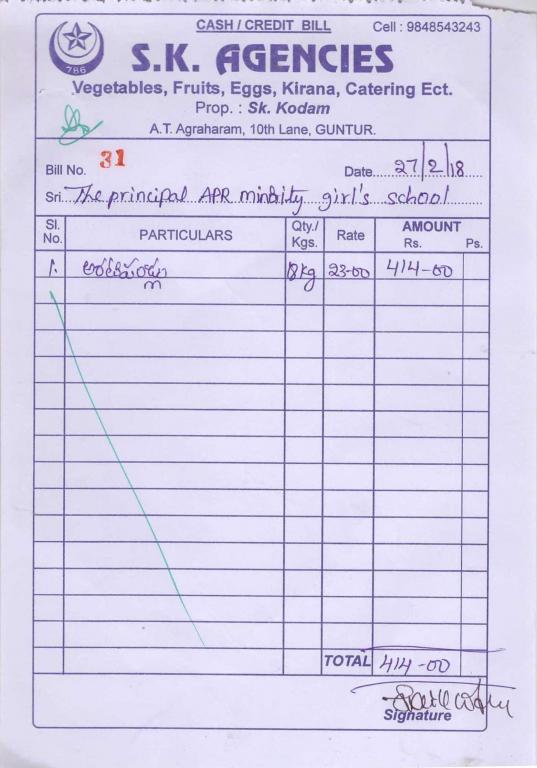 CASH / CREDIT BILL
Cell : 9848543243
786
S.K. AGENCIES
Vegetables, Fruits, Eggs, Kirana, Catering Ect.
Prop. : Sk. Kodam
A.T. Agraharam, 10th Lane, GUNTUR.
Bill No. 31 Date 27/2/18
Sri. The principal APR minority girl's school
Sl. No. PARTICULARS Qty./ Kgs. Rate AMOUNT Rs. Ps.
1. 18kg 23-00 414-00
TOTAL 414-00
Signature